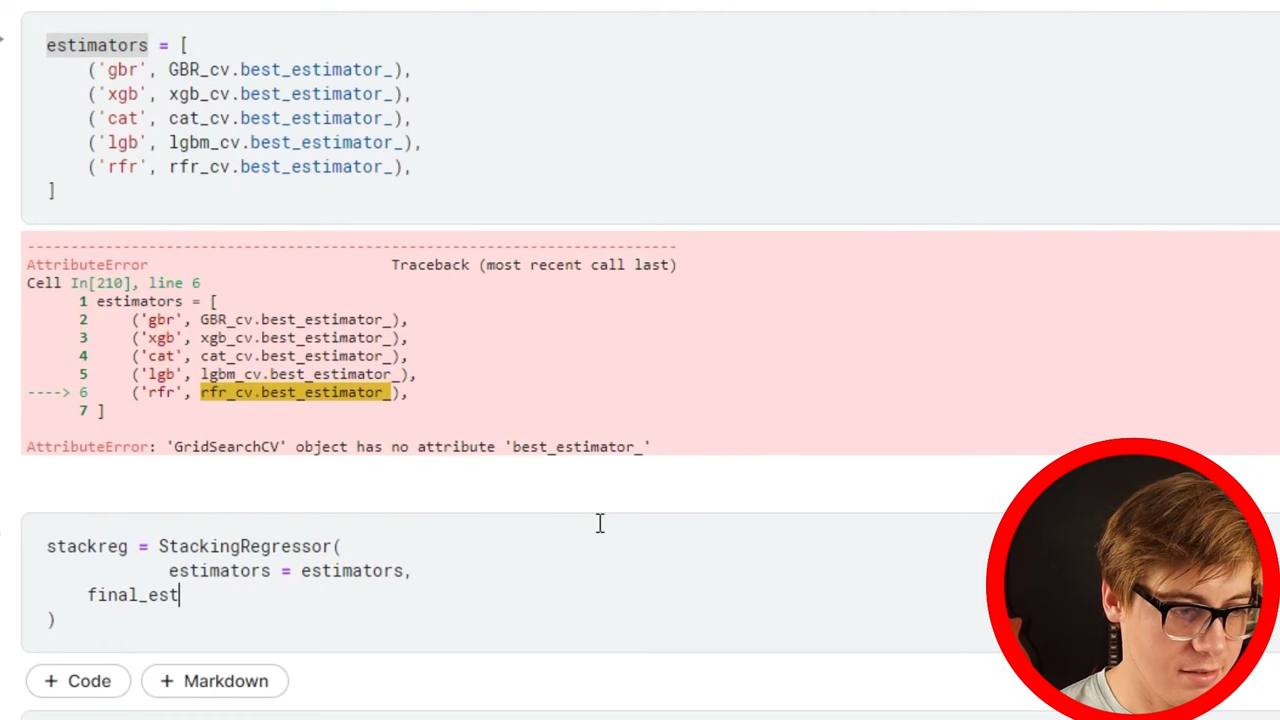 estimators = [
('gbr', GBR_cv.best_estimator_),
('xgb', xgb_cv.best_estimator_),
('cat', cat_cv.best_estimator_),
('lgb', lgbm_cv.best_estimator_),
('rfr', rfr_cv.best_estimator_),
]
---------------------------------------------------------------------------
AttributeError Traceback (most recent call last)
Cell In[210], line 6
1 estimators = [
2 ('gbr', GBR_cv.best_estimator_),
3 ('xgb', xgb_cv.best_estimator_),
4 ('cat', cat_cv.best_estimator_),
5 ('lgb', lgbm_cv.best_estimator_),
----> 6 ('rfr', rfr_cv.best_estimator_),
7 ]
AttributeError: 'GridSearchCV' object has no attribute 'best_estimator_'
stackreg = StackingRegressor(
estimators = estimators,
final_est
)
+ Code + Markdown